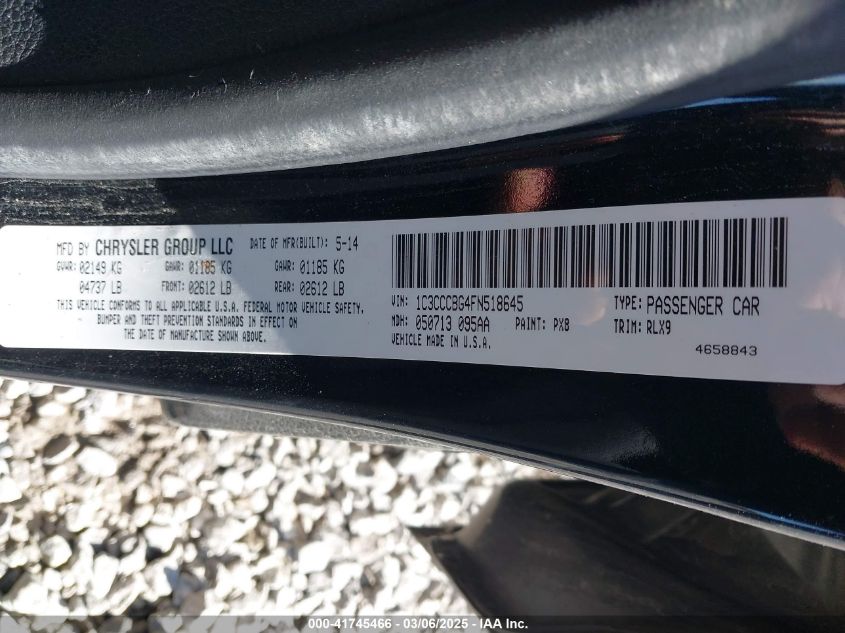 MFD BY CHRYSLER GROUP LLC DATE OF MFR(BUILT): 5-14
GVWR: 02149 KG GAWR: 01185 KG GAWR: 01185 KG
04737 LB FRONT: 02612 LB REAR: 02612 LB
THIS VEHICLE CONFORMS TO ALL APPLICABLE U.S.A. FEDERAL MOTOR VEHICLE SAFETY,
BUMPER AND THEFT PREVENTION STANDARDS IN EFFECT ON
THE DATE OF MANUFACTURE SHOWN ABOVE.
VIN: 1C3CCCBG4FN518645 TYPE: PASSENGER CAR
MDH: 050713 095AA PAINT: PX8 TRIM: RLX9
VEHICLE MADE IN U.S.A. 4658843
000-41745466 - 03/06/2025 - IAA Inc.